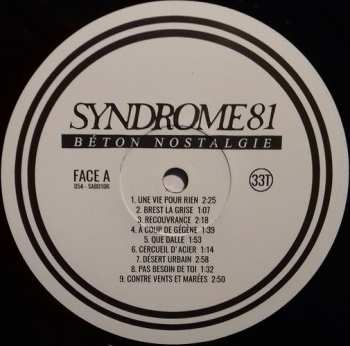 SYNDROME 81
BÉTON NOSTALGIE
FACE A
054 - SAB0106
33T
1. UNE VIE POUR RIEN 2:25
2. BREST LA GRISE 1:07
3. RECOUVRANCE 2:18
4. À COUP DE GÉGÈNE 1:39
5. QUE DALLE 1:53
6. CERCUEIL D'ACIER 1:14
7. DÉSERT URBAIN 2:58
8. PAS BESOIN DE TOI 1:32
9. CONTRE VENTS ET MARÉES 2:50